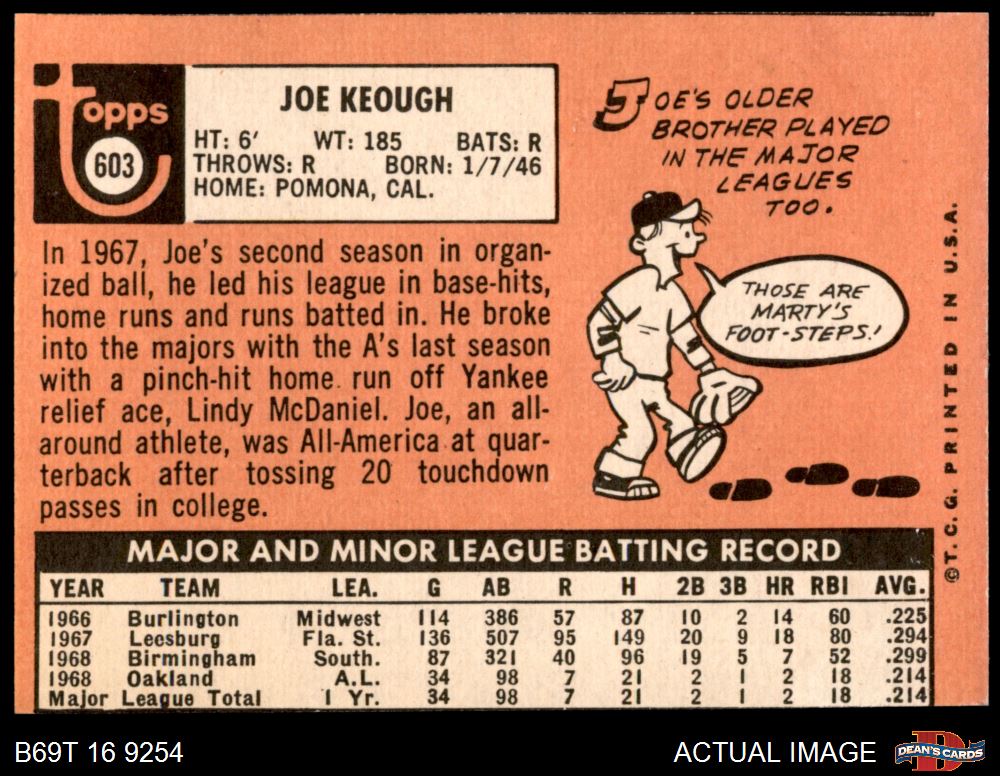 Topps
603
JOE KEOUGH
HT: 6' WT: 185 BATS: R
THROWS: R BORN: 1/7/46
HOME: POMONA, CAL.
In 1967, Joe's second season in organ-
ized ball, he led his league in base-hits,
home runs and runs batted in. He broke
into the majors with the A's last season
with a pinch-hit home run off Yankee
relief ace, Lindy McDaniel. Joe, an all-
around athlete, was All-America at quar-
terback after tossing 20 touchdown
passes in college.
JOE'S OLDER
BROTHER PLAYED
IN THE MAJOR
LEAGUES
TOO.
THOSE ARE
MARTY'S
FOOT-STEPS!
©T.C.G. PRINTED IN U.S.A.
MAJOR AND MINOR LEAGUE BATTING RECORD
YEAR TEAM LEA. G AB R H 2B 3B HR RBI AVG.
1966 Burlington Midwest 114 386 57 87 10 2 14 60 .225
1967 Leesburg Fla. St. 136 507 95 149 20 9 18 80 .294
1968 Birmingham South. 87 321 40 96 19 5 7 52 .299
1968 Oakland A.L. 34 98 7 21 2 1 2 18 .214
Major League Total 1 Yr. 34 98 7 21 2 1 2 18 .214
B69T 16 9254
ACTUAL IMAGE
DEAN'S CARDS